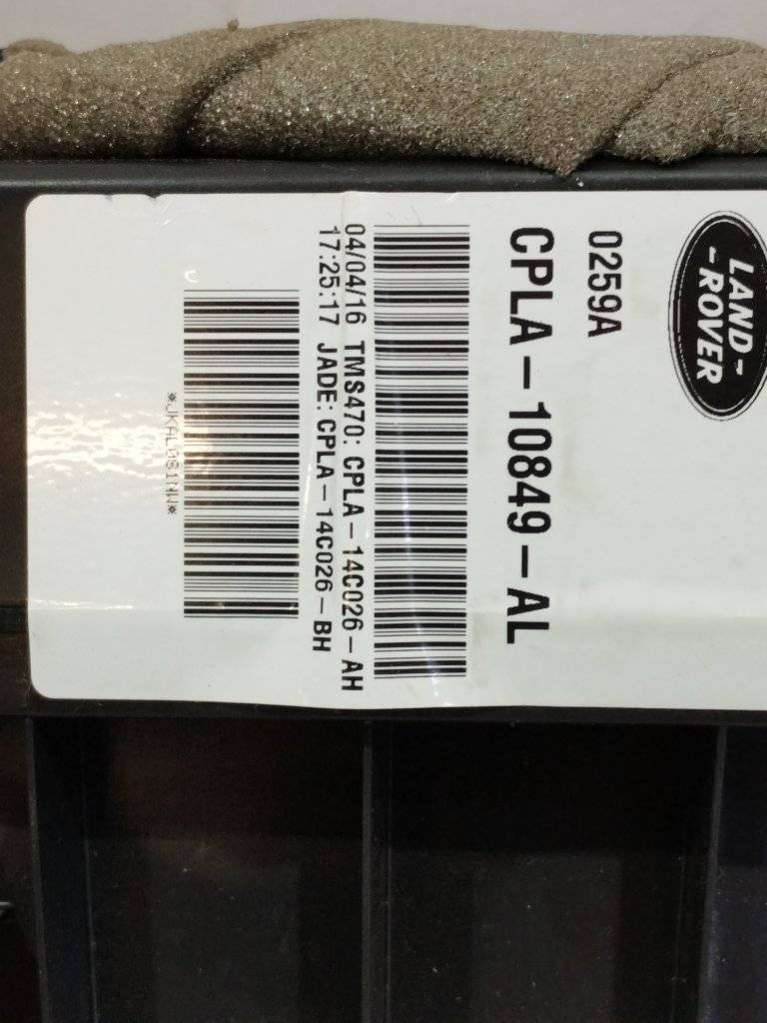 LAND-
-ROVER
0259A
CPLA-10849-AL
04/04/16 TMS470: CPLA-14C026-AH
17:25:17 JADE: CPLA-14C026-BH